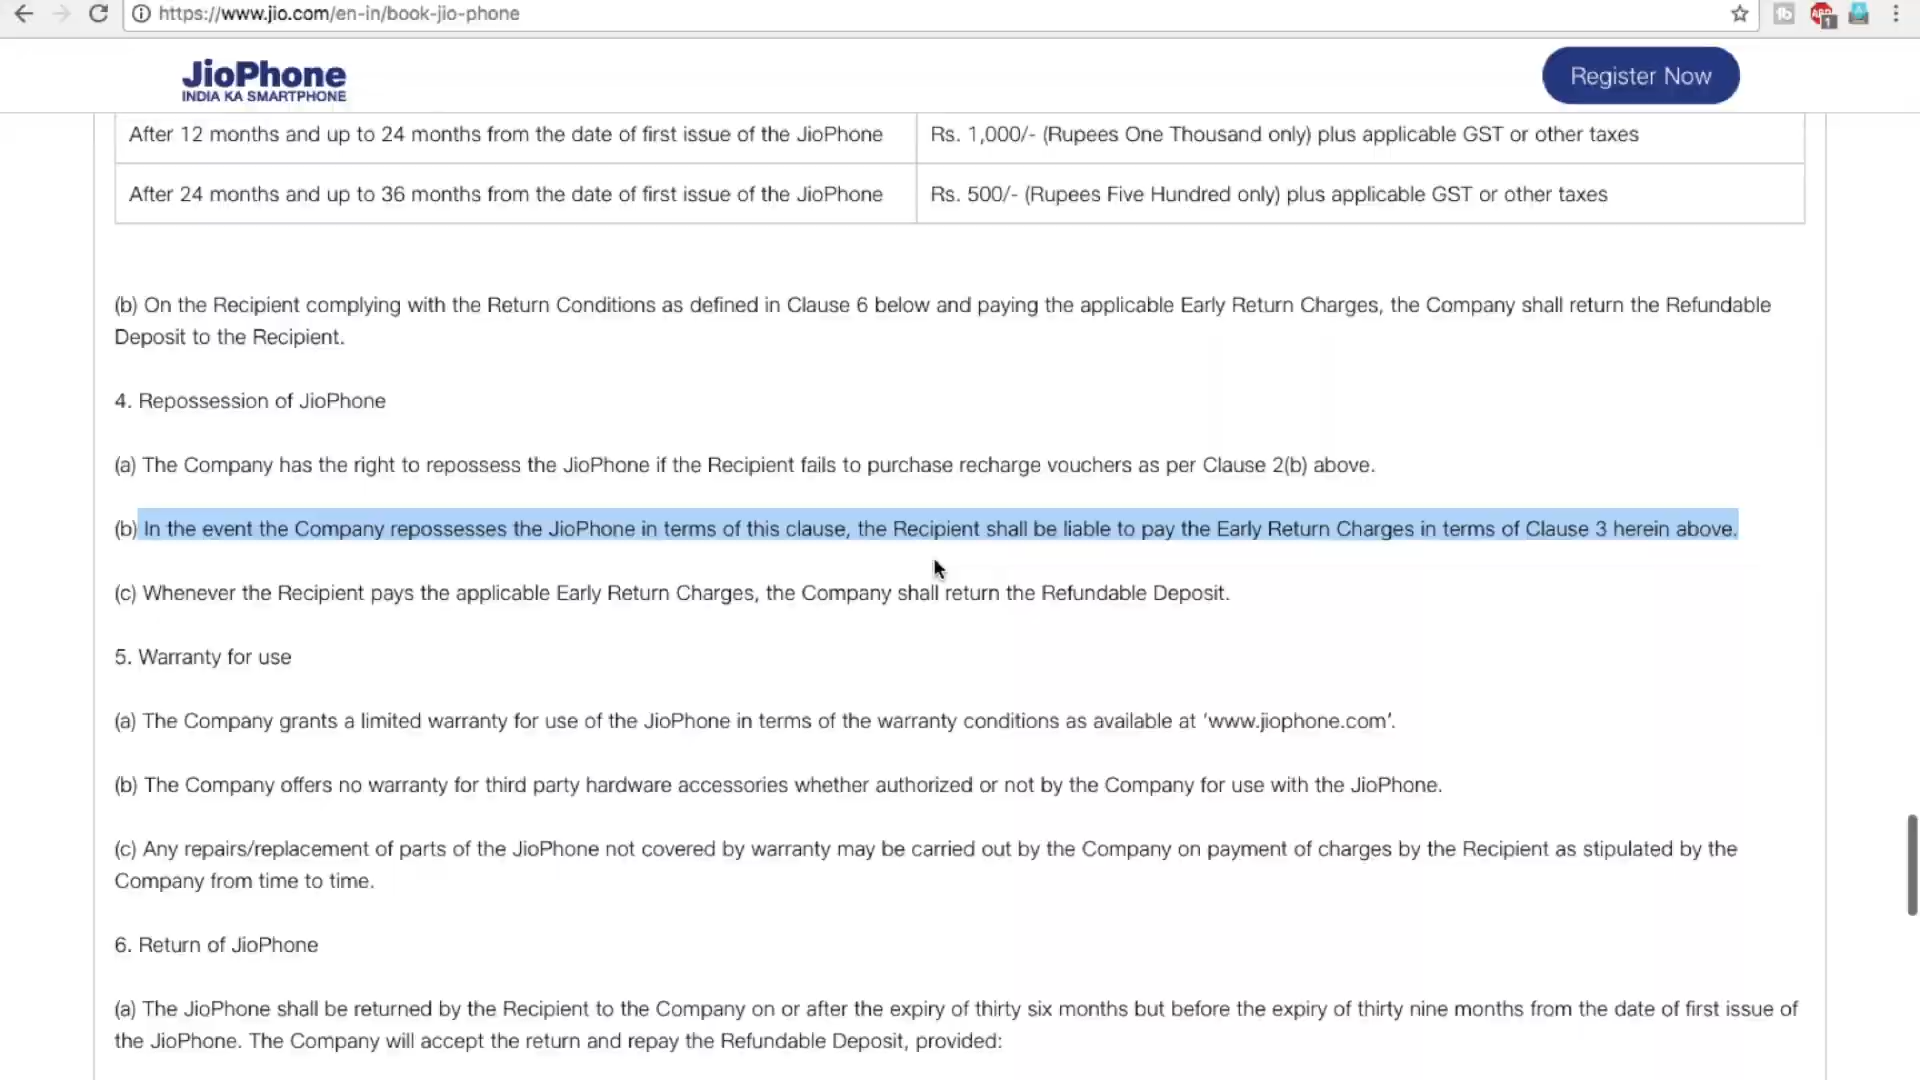 https://www.jio.com/en-in/book-jio-phone
JioPhone
INDIA KA SMARTPHONE
Register Now
After 12 months and up to 24 months from the date of first issue of the JioPhone
Rs. 1,000/- (Rupees One Thousand only) plus applicable GST or other taxes
After 24 months and up to 36 months from the date of first issue of the JioPhone
Rs. 500/- (Rupees Five Hundred only) plus applicable GST or other taxes
(b) On the Recipient complying with the Return Conditions as defined in Clause 6 below and paying the applicable Early Return Charges, the Company shall return the Refundable
Deposit to the Recipient.
4. Repossession of JioPhone
(a) The Company has the right to repossess the JioPhone if the Recipient fails to purchase recharge vouchers as per Clause 2(b) above.
(b) In the event the Company repossesses the JioPhone in terms of this clause, the Recipient shall be liable to pay the Early Return Charges in terms of Clause 3 herein above.
(c) Whenever the Recipient pays the applicable Early Return Charges, the Company shall return the Refundable Deposit.
5. Warranty for use
(a) The Company grants a limited warranty for use of the JioPhone in terms of the warranty conditions as available at ‘www.jiophone.com’.
(b) The Company offers no warranty for third party hardware accessories whether authorized or not by the Company for use with the JioPhone.
(c) Any repairs/replacement of parts of the JioPhone not covered by warranty may be carried out by the Company on payment of charges by the Recipient as stipulated by the
Company from time to time.
6. Return of JioPhone
(a) The JioPhone shall be returned by the Recipient to the Company on or after the expiry of thirty six months but before the expiry of thirty nine months from the date of first issue of
the JioPhone. The Company will accept the return and repay the Refundable Deposit, provided: